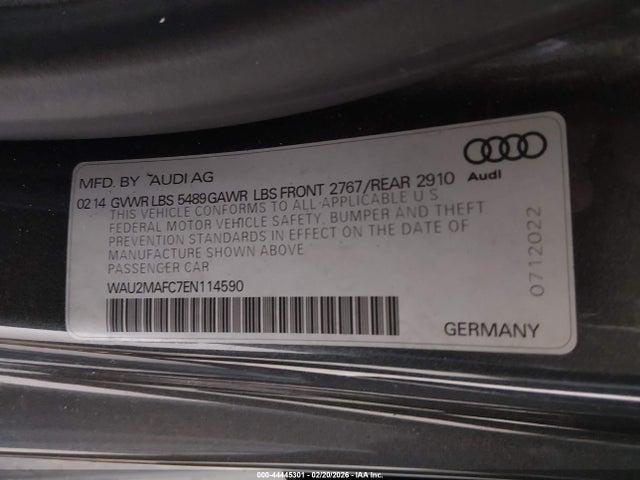 MFD. BY AUDI AG
Audi
02 14 GVWR LBS 5489 GAWR LBS FRONT 2767/REAR 2910
THIS VEHICLE CONFORMS TO ALL APPLICABLE U S
FEDERAL MOTOR VEHICLE SAFETY, BUMPER AND THEFT
PREVENTION STANDARDS IN EFFECT ON THE DATE OF
MANUFACTURE SHOWN ABOVE
PASSENGER CAR
WAU2MAFC7EN114590
GERMANY
0712022
000-44445301 - 02/20/2026 - IAA Inc.